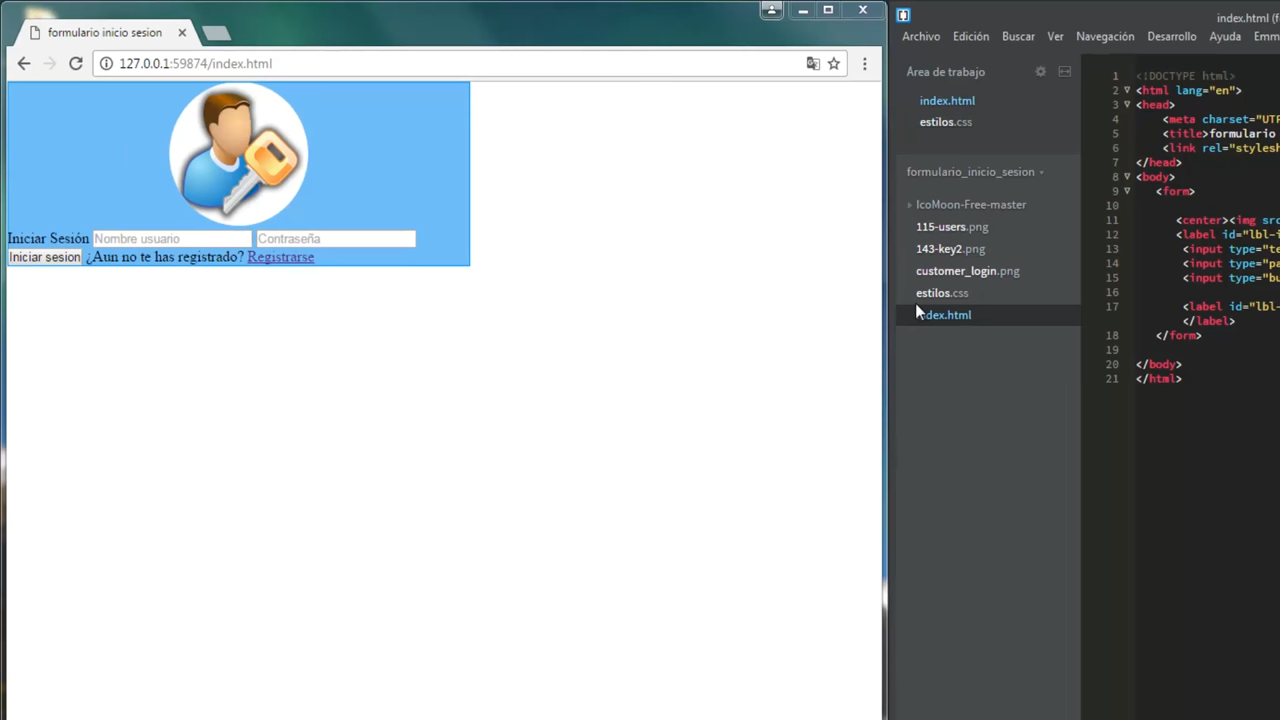 formulario inicio sesion
127.0.0.1:59874/index.html
Iniciar Sesión Nombre usuario Contraseña
Iniciar sesion ¿Aun no te has registrado? Registrarse
index.html (f
Archivo Edición Buscar Ver Navegación Desarrollo Ayuda Emm
Área de trabajo
index.html
estilos.css
formulario_inicio_sesion
IcoMoon-Free-master
115-users.png
143-key2.png
customer_login.png
estilos.css
index.html
1 <!DOCTYPE html>
2 <html lang="en">
3 <head>
4 <meta charset="UTF
5 <title>formulario
6 <link rel="stylesh
7 </head>
8 <body>
9 <form>
10
11 <center><img src
12 <label id="lbl-i
13 <input type="te
14 <input type="pa
15 <input type="bu
16
17 <label id="lbl-
</label>
18 </form>
19
20 </body>
21 </html>